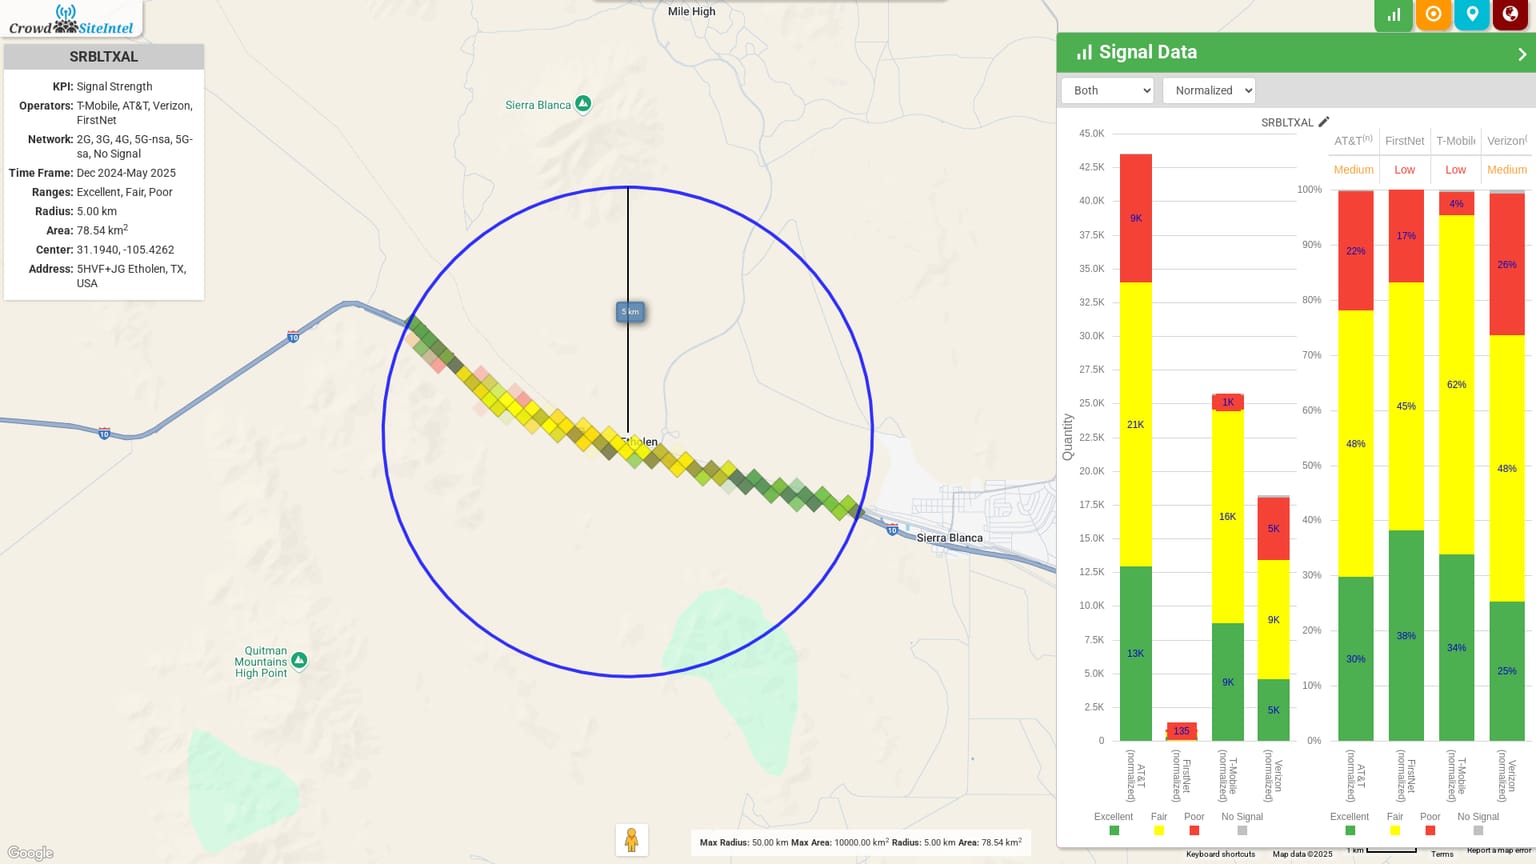 Crowd SiteIntel
SRBLTXAL
KPI: Signal Strength
Operators: T-Mobile, AT&T, Verizon,
FirstNet
Network: 2G, 3G, 4G, 5G-nsa, 5G-
sa, No Signal
Time Frame: Dec 2024-May 2025
Ranges: Excellent, Fair, Poor
Radius: 5.00 km
Area: 78.54 km²
Center: 31.1940, -105.4262
Address: 5HVF+JG Etholen, TX,
USA
Mile High
Sierra Blanca
5 km
10
10
Etholen
10
Sierra Blanca
Quitman
Mountains
High Point
Google
Max Radius: 50.00 km Max Area: 10000.00 km² Radius: 5.00 km Area: 78.54 km²
Signal Data
Both
Normalized
SRBLTXAL
45.0K
42.5K
40.0K
37.5K
35.0K
32.5K
30.0K
27.5K
25.0K
22.5K
20.0K
17.5K
15.0K
12.5K
10.0K
7.5K
5.0K
2.5K
0
Quantity
9K
21K
13K
135
1K
16K
9K
5K
9K
5K
AT&T
(normalized)
FirstNet
(normalized)
T-Mobile
(normalized)
Verizon
(normalized)
Excellent Fair Poor No Signal
AT&T(n) FirstNet T-Mobile Verizon(
Medium Low Low Medium
100%
90%
80%
70%
60%
50%
40%
30%
20%
10%
0%
22%
48%
30%
17%
45%
38%
4%
62%
34%
26%
48%
25%
AT&T
(normalized)
FirstNet
(normalized)
T-Mobile
(normalized)
Verizon
(normalized)
Excellent Fair Poor No Signal
Keyboard shortcuts Map data ©2025 1 km Terms Report a map error